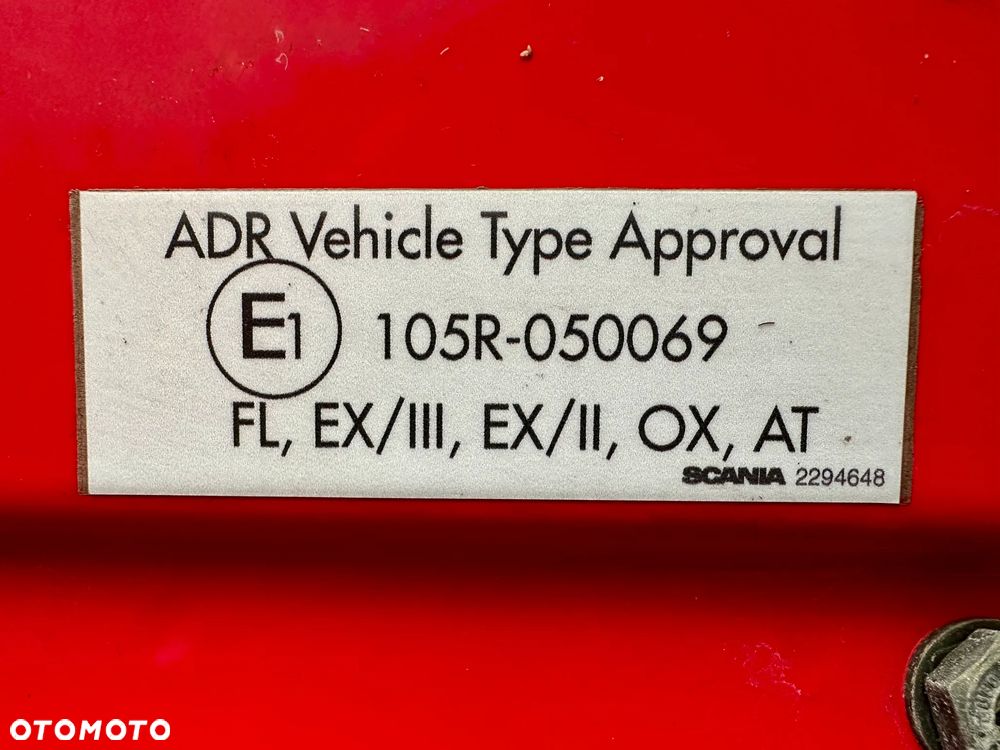 ADR Vehicle Type Approval
E1 105R-050069
FL, EX/III, EX/II, OX, AT
SCANIA 2294648
OTOMOTO